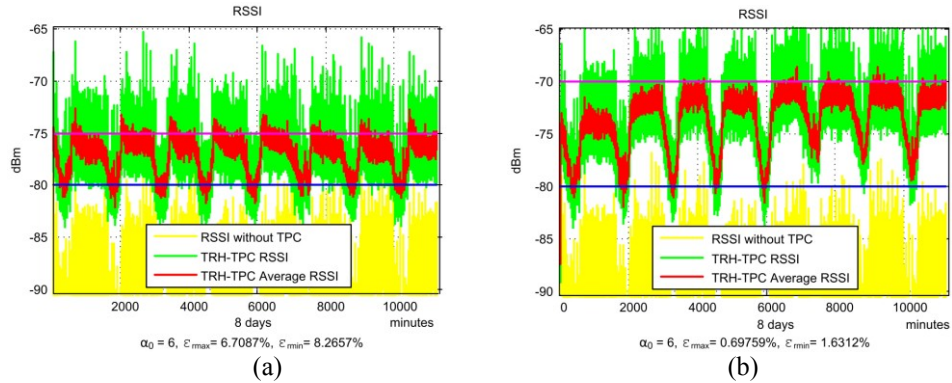 RSSI
-65
-70
-75
-80
-85
-90
dBm
2000 4000 6000 8000 10000
8 days minutes
RSSI without TPC
TRH-TPC RSSI
TRH-TPC Average RSSI
α0 = 6, εrmax= 6.7087%, εrmin= 8.2657%
(a)
RSSI
-65
-70
-75
-80
-85
-90
dBm
0 2000 4000 6000 8000 10000
8 days minutes
RSSI without TPC
TRH-TPC RSSI
TRH-TPC Average RSSI
α0 = 6, εrmax= 0.69759%, εrmin= 1.6312%
(b)